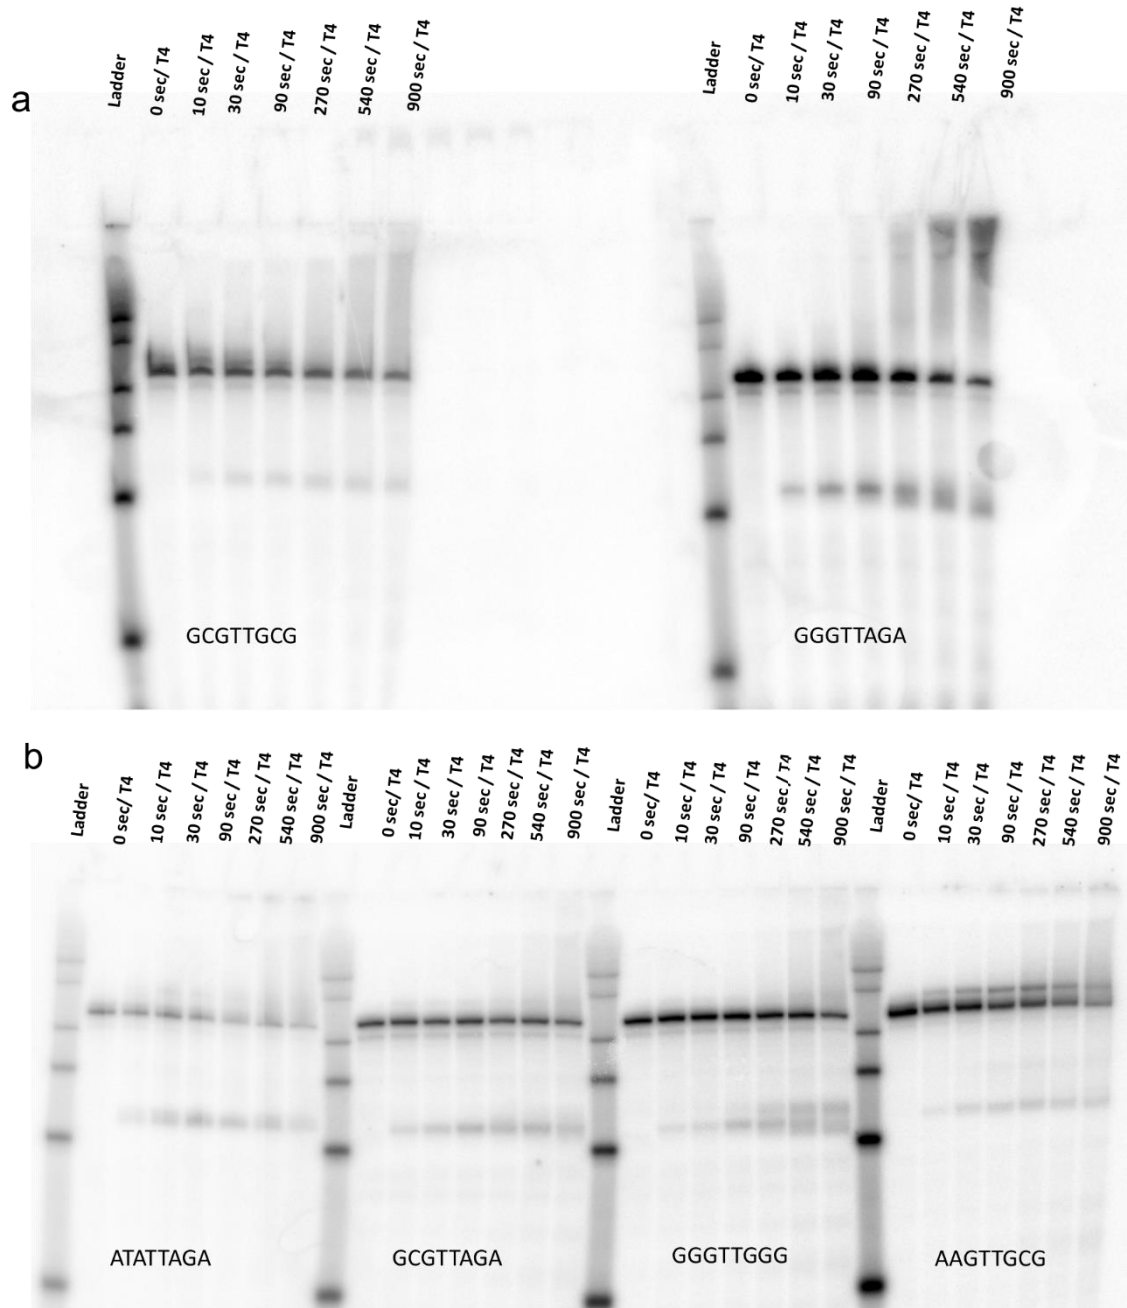 a
Ladder
0 sec/ T4
10 sec / T4
30 sec / T4
90 sec / T4
270 sec / T4
540 sec / T4
900 sec / T4
Ladder
0 sec/ T4
10 sec / T4
30 sec / T4
90 sec / T4
270 sec / T4
540 sec / T4
900 sec / T4
GCGTTGCG
GGGTTAGA
b
Ladder
0 sec/ T4
10 sec / T4
30 sec / T4
90 sec / T4
270 sec / T4
540 sec / T4
900 sec / T4
Ladder
0 sec/ T4
10 sec / T4
30 sec / T4
90 sec / T4
270 sec / T4
540 sec / T4
900 sec / T4
Ladder
0 sec/ T4
10 sec / T4
30 sec / T4
90 sec / T4
270 sec / T4
540 sec / T4
900 sec / T4
Ladder
0 sec/ T4
10 sec / T4
30 sec / T4
90 sec / T4
270 sec / T4
540 sec / T4
900 sec / T4
ATATTAGA
GCGTTAGA
GGGTTGGG
AAGTTGCG